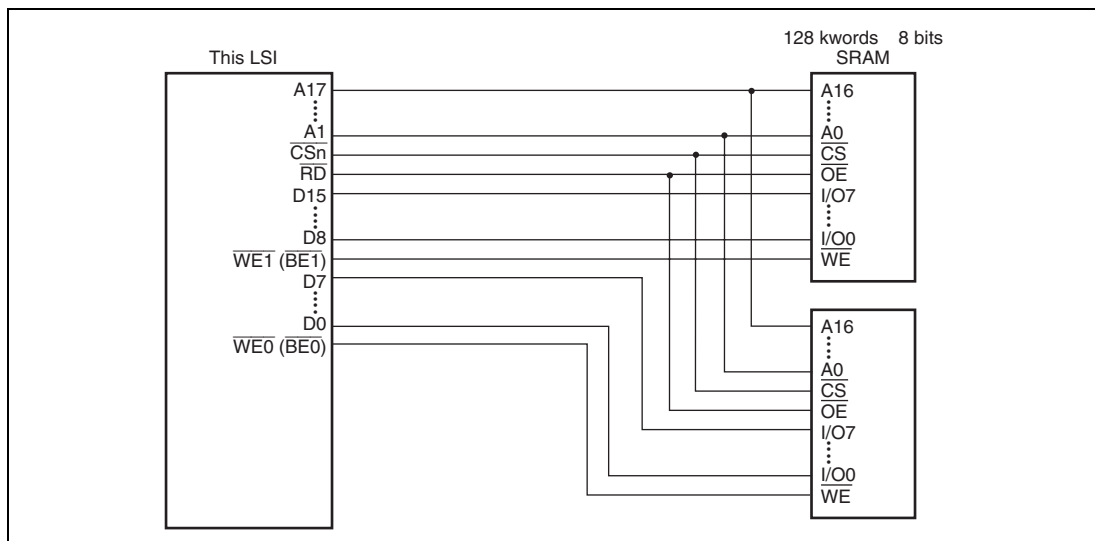 128 kwords 8 bits
This LSI
SRAM
A17
A1
CSn
RD
D15
D8
WE1 (BE1)
D7
D0
WE0 (BE0)
A16
A0
CS
OE
I/O7
I/O0
WE
A16
A0
CS
OE
I/O7
I/O0
WE